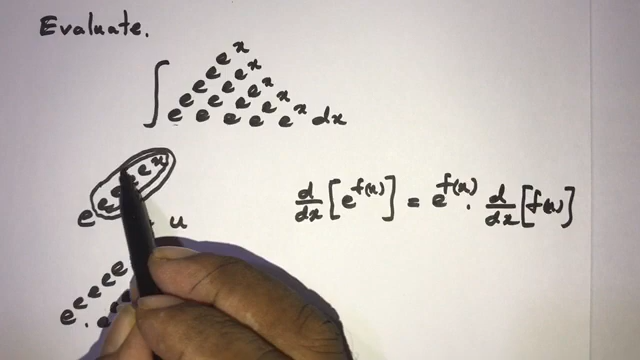 Evaluate.
∫ e^e^e^e^e^x e^e^e^e^x e^e^e^x e^e^x e^x dx
e^e^e^e^e^x
u
d/dx [e^f(x)] = e^f(x) · d/dx [f(x)]